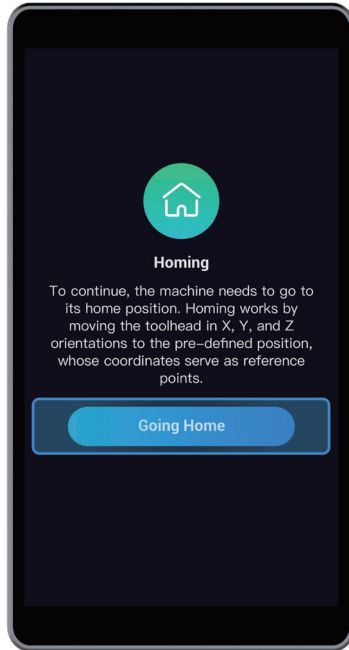 Homing
To continue, the machine needs to go to
its home position. Homing works by
moving the toolhead in X, Y, and Z
orientations to the pre-defined position,
whose coordinates serve as reference
points.
Going Home